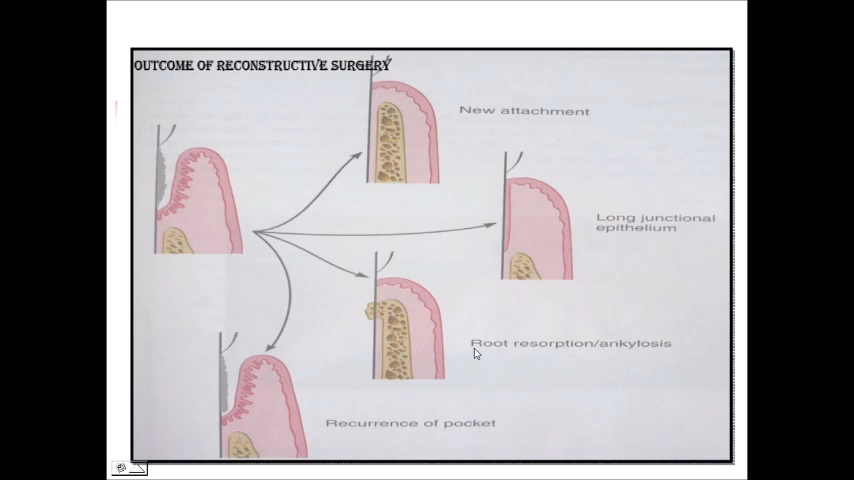 OUTCOME OF RECONSTRUCTIVE SURGERY
New attachment
Long junctional
epithelium
Root resorption/ankylosis
Recurrence of pocket